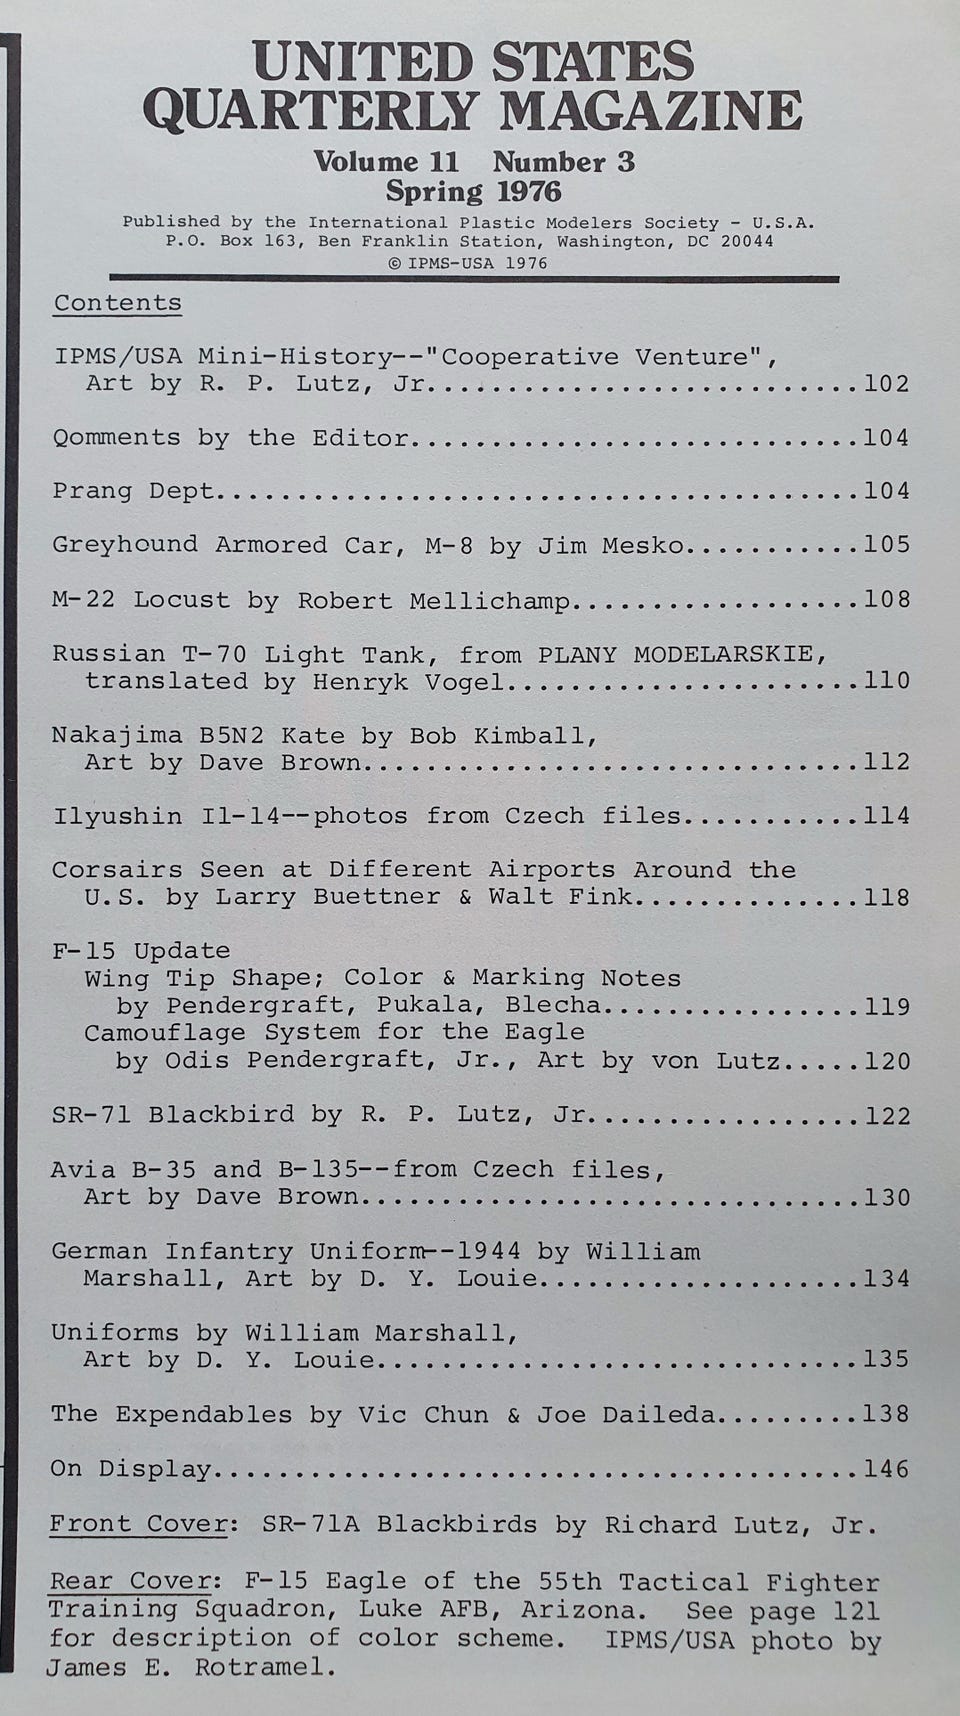 UNITED STATES
QUARTERLY MAGAZINE
Volume 11 Number 3
Spring 1976
Published by the International Plastic Modelers Society - U.S.A.
P.O. Box 163, Ben Franklin Station, Washington, DC 20044
© IPMS-USA 1976
Contents
IPMS/USA Mini-History--"Cooperative Venture",
Art by R. P. Lutz, Jr...........................102
Qomments by the Editor............................104
Prang Dept........................................104
Greyhound Armored Car, M-8 by Jim Mesko...........105
M-22 Locust by Robert Mellichamp..................108
Russian T-70 Light Tank, from PLANY MODELARSKIE,
translated by Henryk Vogel......................110
Nakajima B5N2 Kate by Bob Kimball,
Art by Dave Brown...............................112
Ilyushin Il-14--photos from Czech files...........114
Corsairs Seen at Different Airports Around the
U.S. by Larry Buettner & Walt Fink..............118
F-15 Update
Wing Tip Shape; Color & Marking Notes
by Pendergraft, Pukala, Blecha................119
Camouflage System for the Eagle
by Odis Pendergraft, Jr., Art by von Lutz.....120
SR-71 Blackbird by R. P. Lutz, Jr.................122
Avia B-35 and B-135--from Czech files,
Art by Dave Brown...............................130
German Infantry Uniform--1944 by William
Marshall, Art by D. Y. Louie....................134
Uniforms by William Marshall,
Art by D. Y. Louie..............................135
The Expendables by Vic Chun & Joe Daileda.........138
On Display........................................146
Front Cover: SR-71A Blackbirds by Richard Lutz, Jr.
Rear Cover: F-15 Eagle of the 55th Tactical Fighter
Training Squadron, Luke AFB, Arizona. See page 121
for description of color scheme. IPMS/USA photo by
James E. Rotramel.